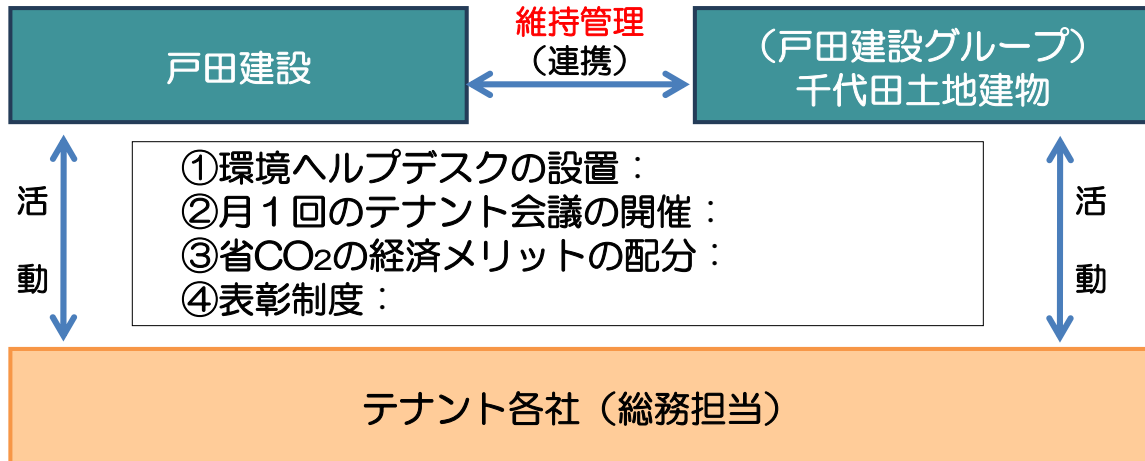 戸田建設
維持管理
（連携）
（戸田建設グループ）
千代田土地建物
活
動
①環境ヘルプデスクの設置：
②月１回のテナント会議の開催：
③省CO₂の経済メリットの配分：
④表彰制度：
活
動
テナント各社（総務担当）